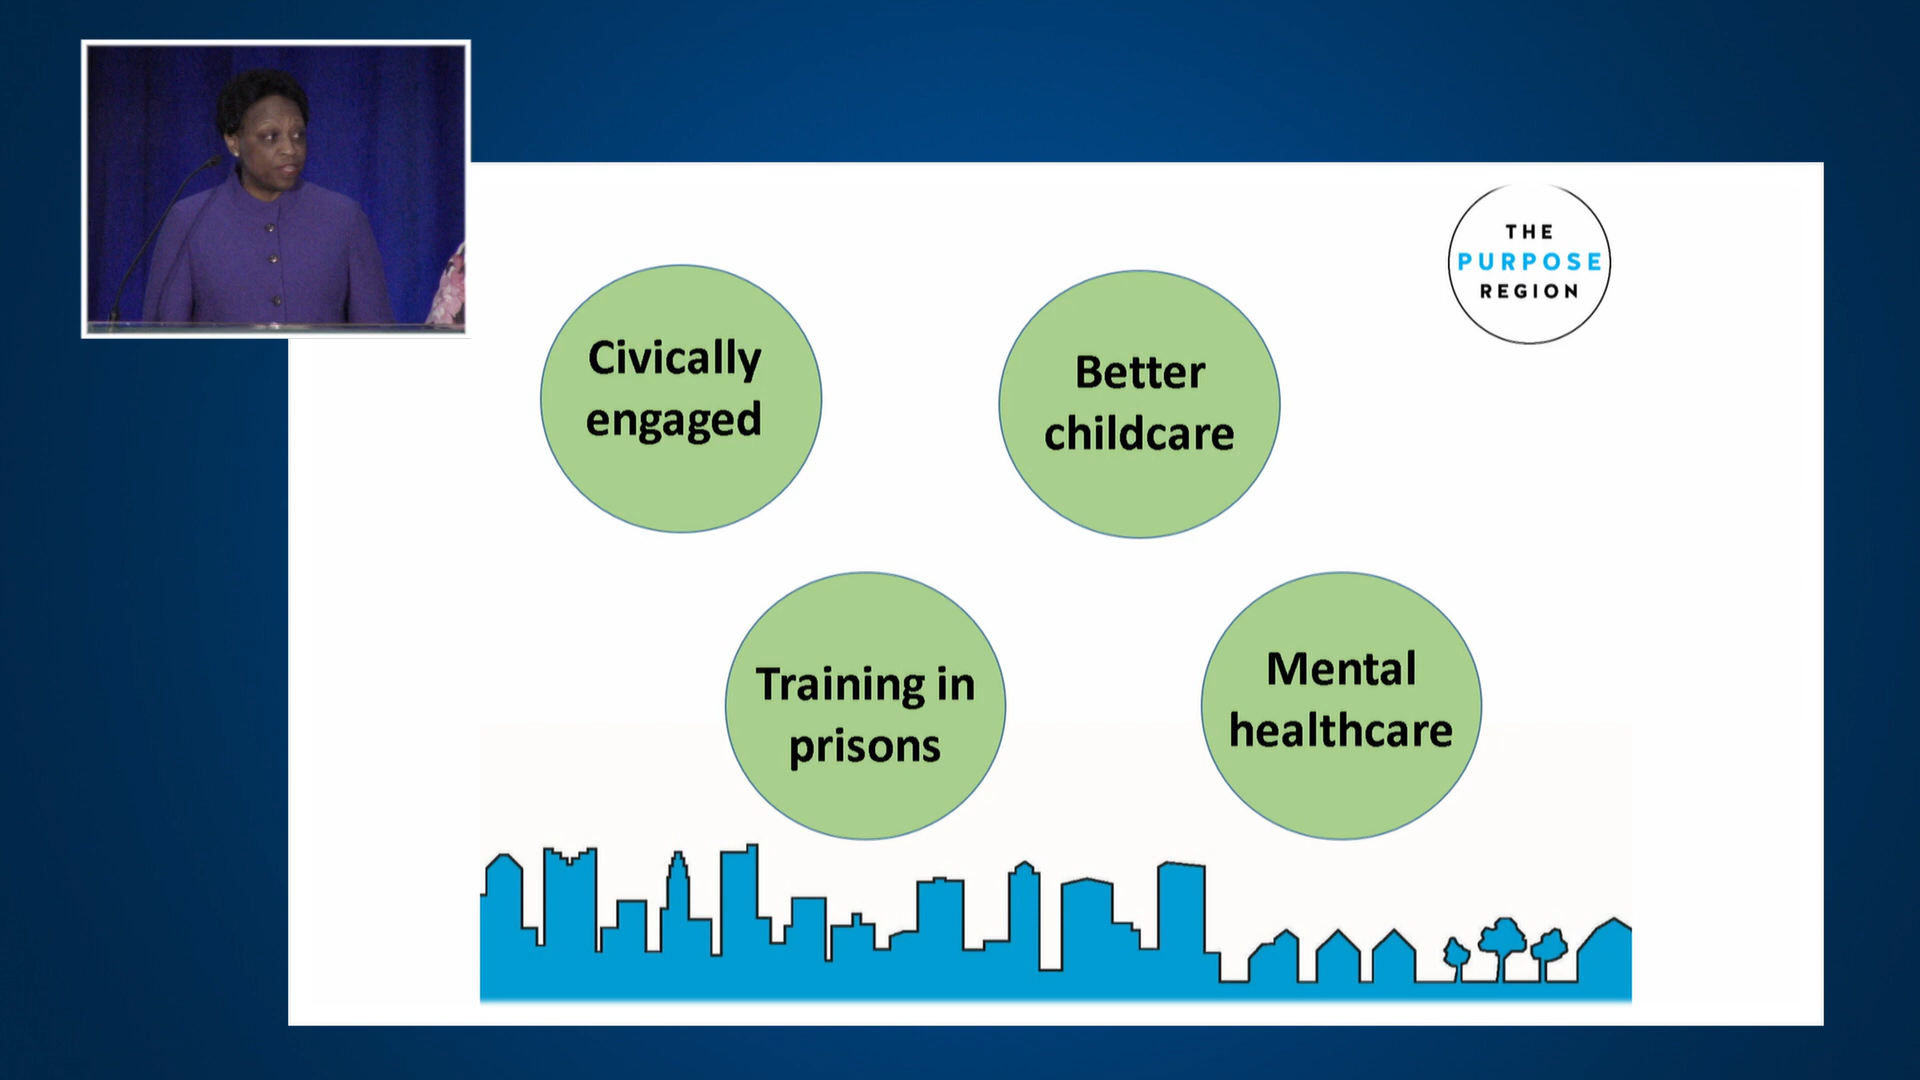 THE
PURPOSE
REGION
Civically
engaged
Better
childcare
Training in
prisons
Mental
healthcare